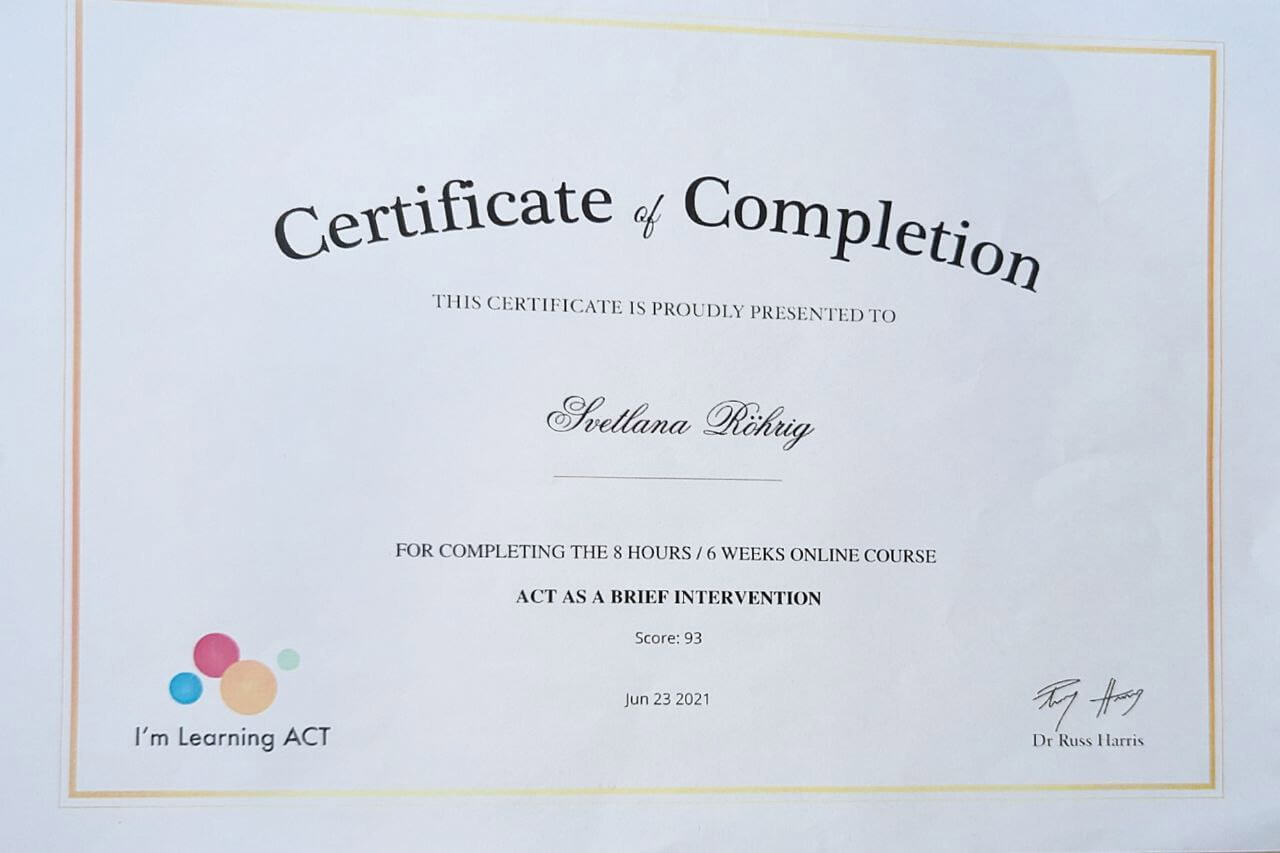 Certificate of Completion
THIS CERTIFICATE IS PROUDLY PRESENTED TO
Svetlana Röhrig
FOR COMPLETING THE 8 HOURS / 6 WEEKS ONLINE COURSE
ACT AS A BRIEF INTERVENTION
Score: 93
Jun 23 2021
I'm Learning ACT
Dr Russ Harris